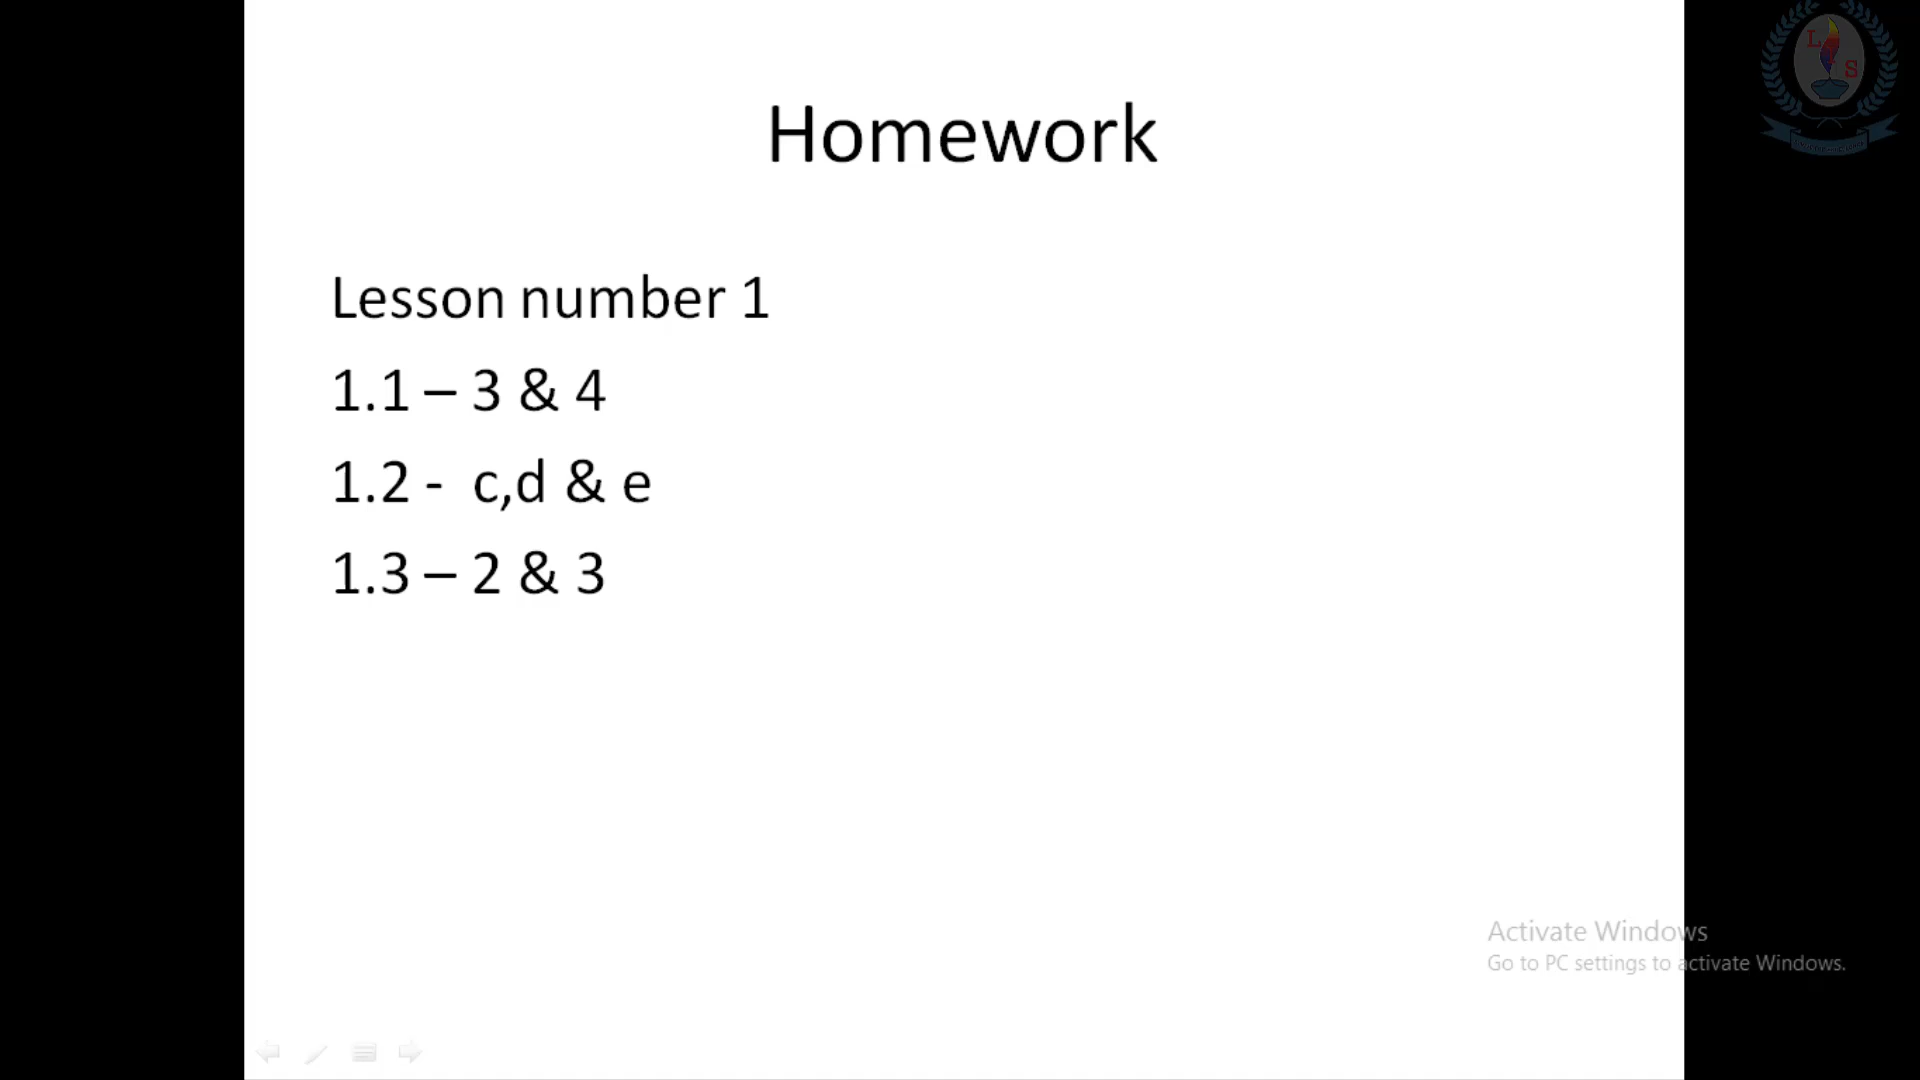 Homework
Lesson number 1
1.1 – 3 & 4
1.2 - c,d & e
1.3 – 2 & 3
L
S
Activate Windows
Go to PC settings to activate Windows.